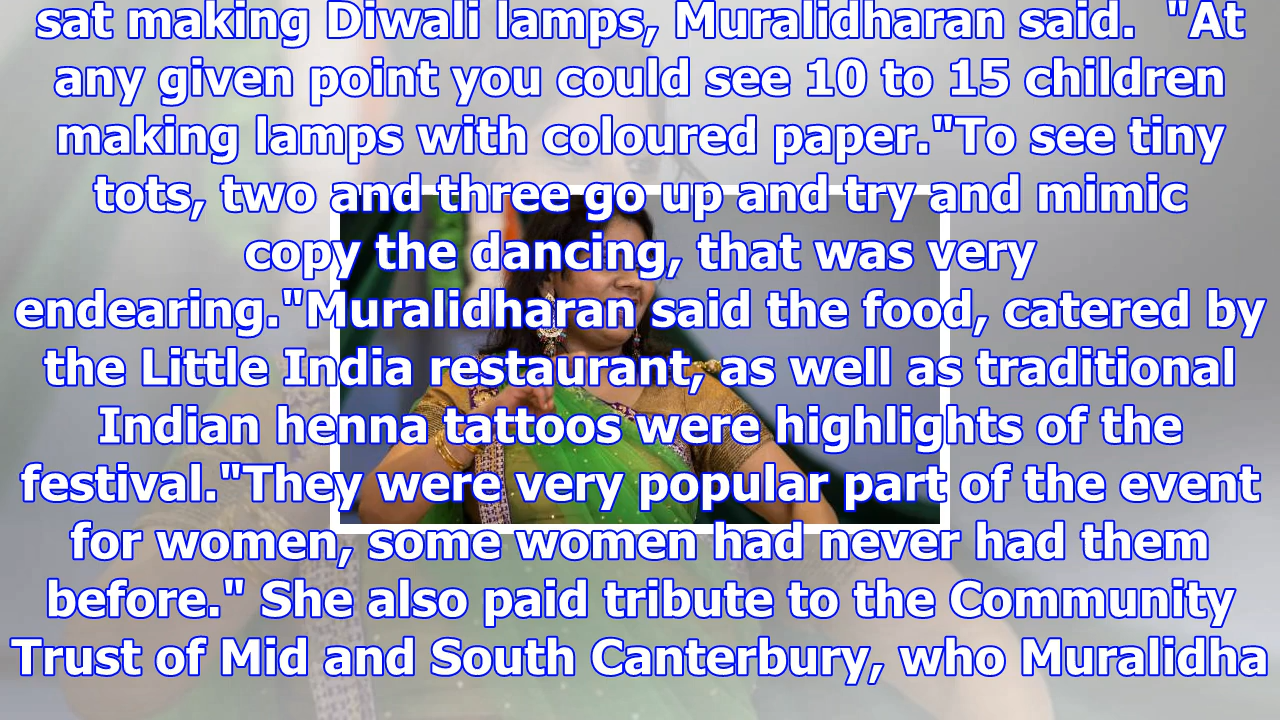 sat making Diwali lamps, Muralidharan said.  "At
any given point you could see 10 to 15 children
making lamps with coloured paper."To see tiny
tots, two and three go up and try and mimic
copy the dancing, that was very
endearing."Muralidharan said the food, catered by
the Little India restaurant, as well as traditional
Indian henna tattoos were highlights of the
festival."They were very popular part of the event
for women, some women had never had them
before." She also paid tribute to the Community
Trust of Mid and South Canterbury, who Muralidha